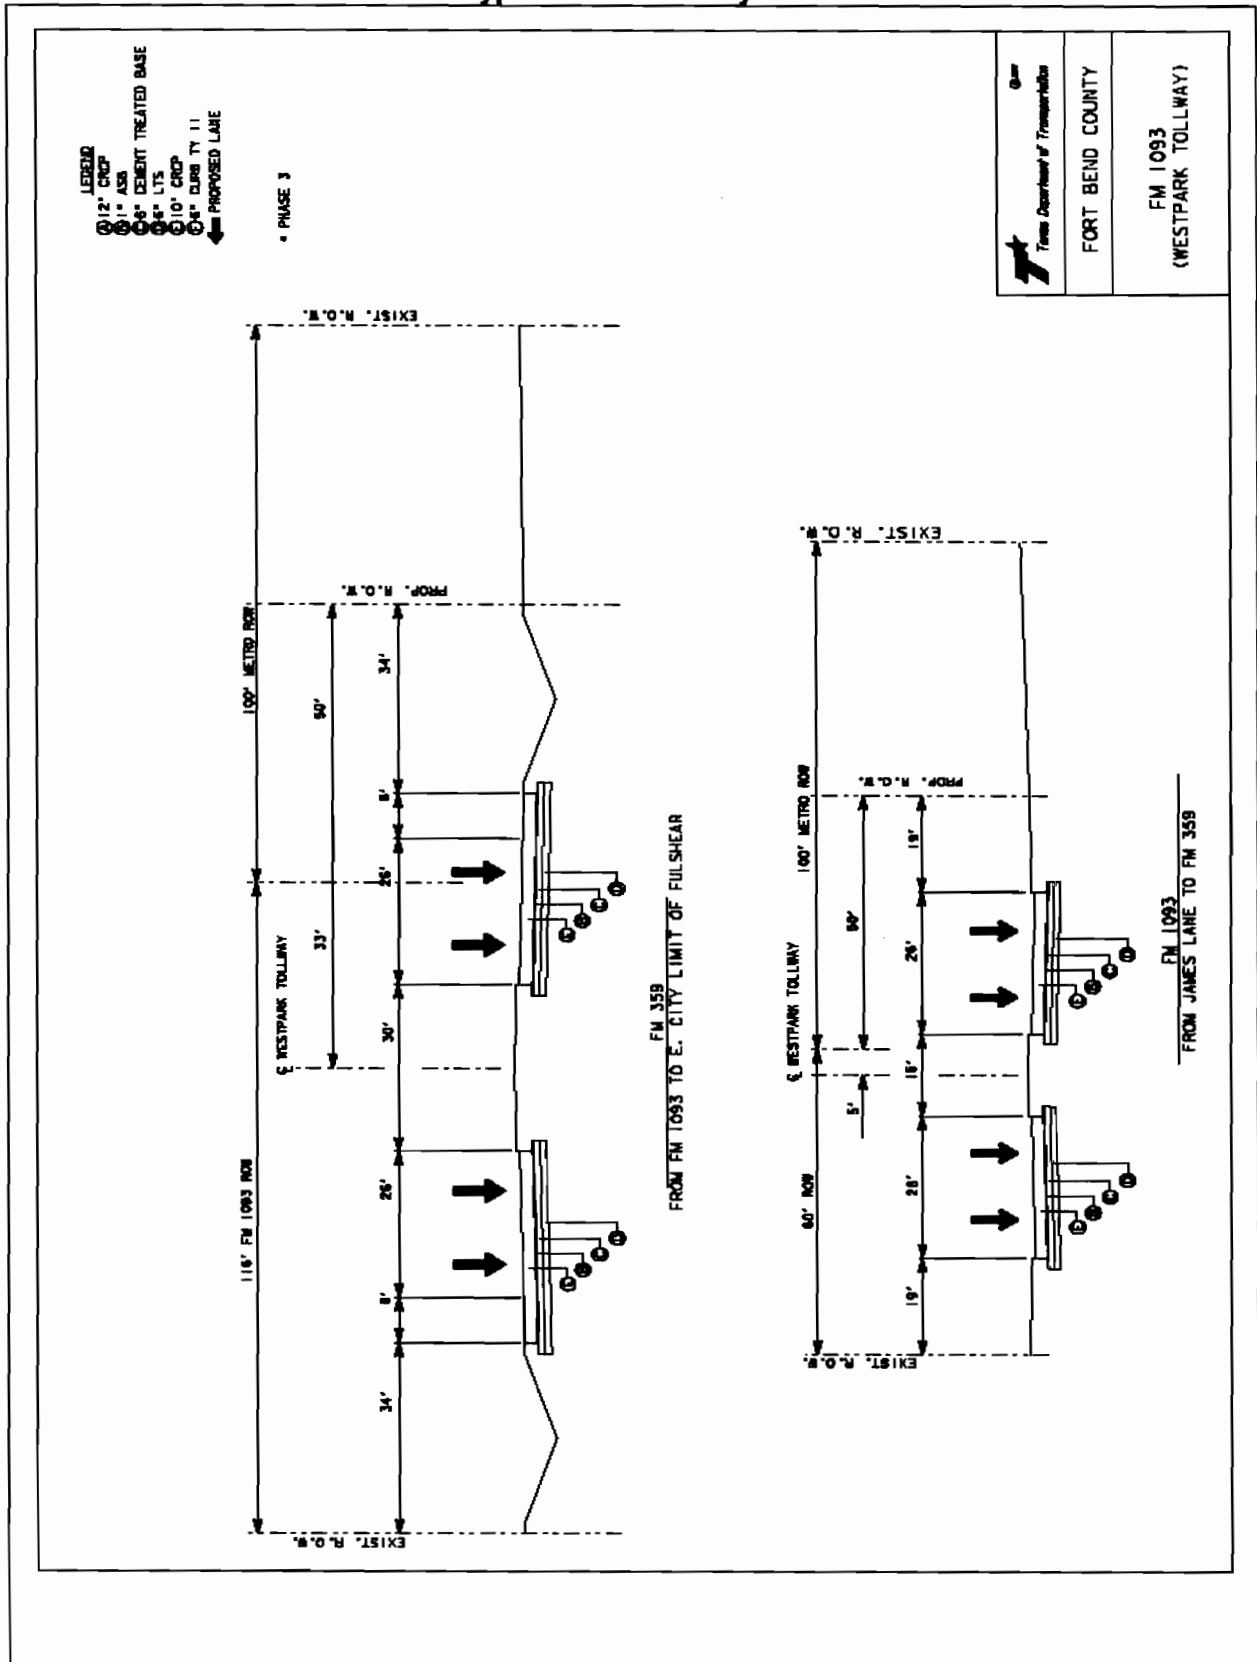 LEGEND
A 12" CRCP
B 1" ASB
C 6" CEMENT TREATED BASE
D 6" LTS
E 10" CRCP
6" CURB TY II
PROPOSED LANE
* PHASE 3
EXIST. R.O.W.
PROP. R.O.W.
EXIST. R.O.W.
116' FM 1093 ROW
100' METRO ROW
℄ WESTPARK TOLLWAY
33'
50'
34'
8'
26'
30'
26'
8'
34'
E
B
C
D
E
B
C
D
FM 359
FROM FM 1093 TO E. CITY LIMIT OF FULSHEAR
EXIST. R.O.W.
PROP. R.O.W.
EXIST. R.O.W.
60' ROW
100' METRO ROW
℄ WESTPARK TOLLWAY
5'
50'
19'
28'
16'
26'
19'
E
B
C
D
E
B
C
D
FM 1093
FROM JAMES LANE TO FM 359
Texas Department of Transportation
FORT BEND COUNTY
FM 1093
(WESTPARK TOLLWAY)